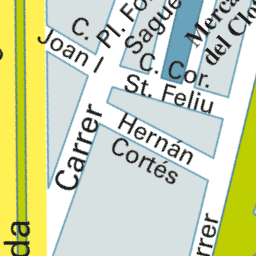 C.
Joan I
Pl. Fo
Sague
Merca
del Clo
C. Cor.
St. Feliu
Hernán
Cortés
Carrer
rrer
da